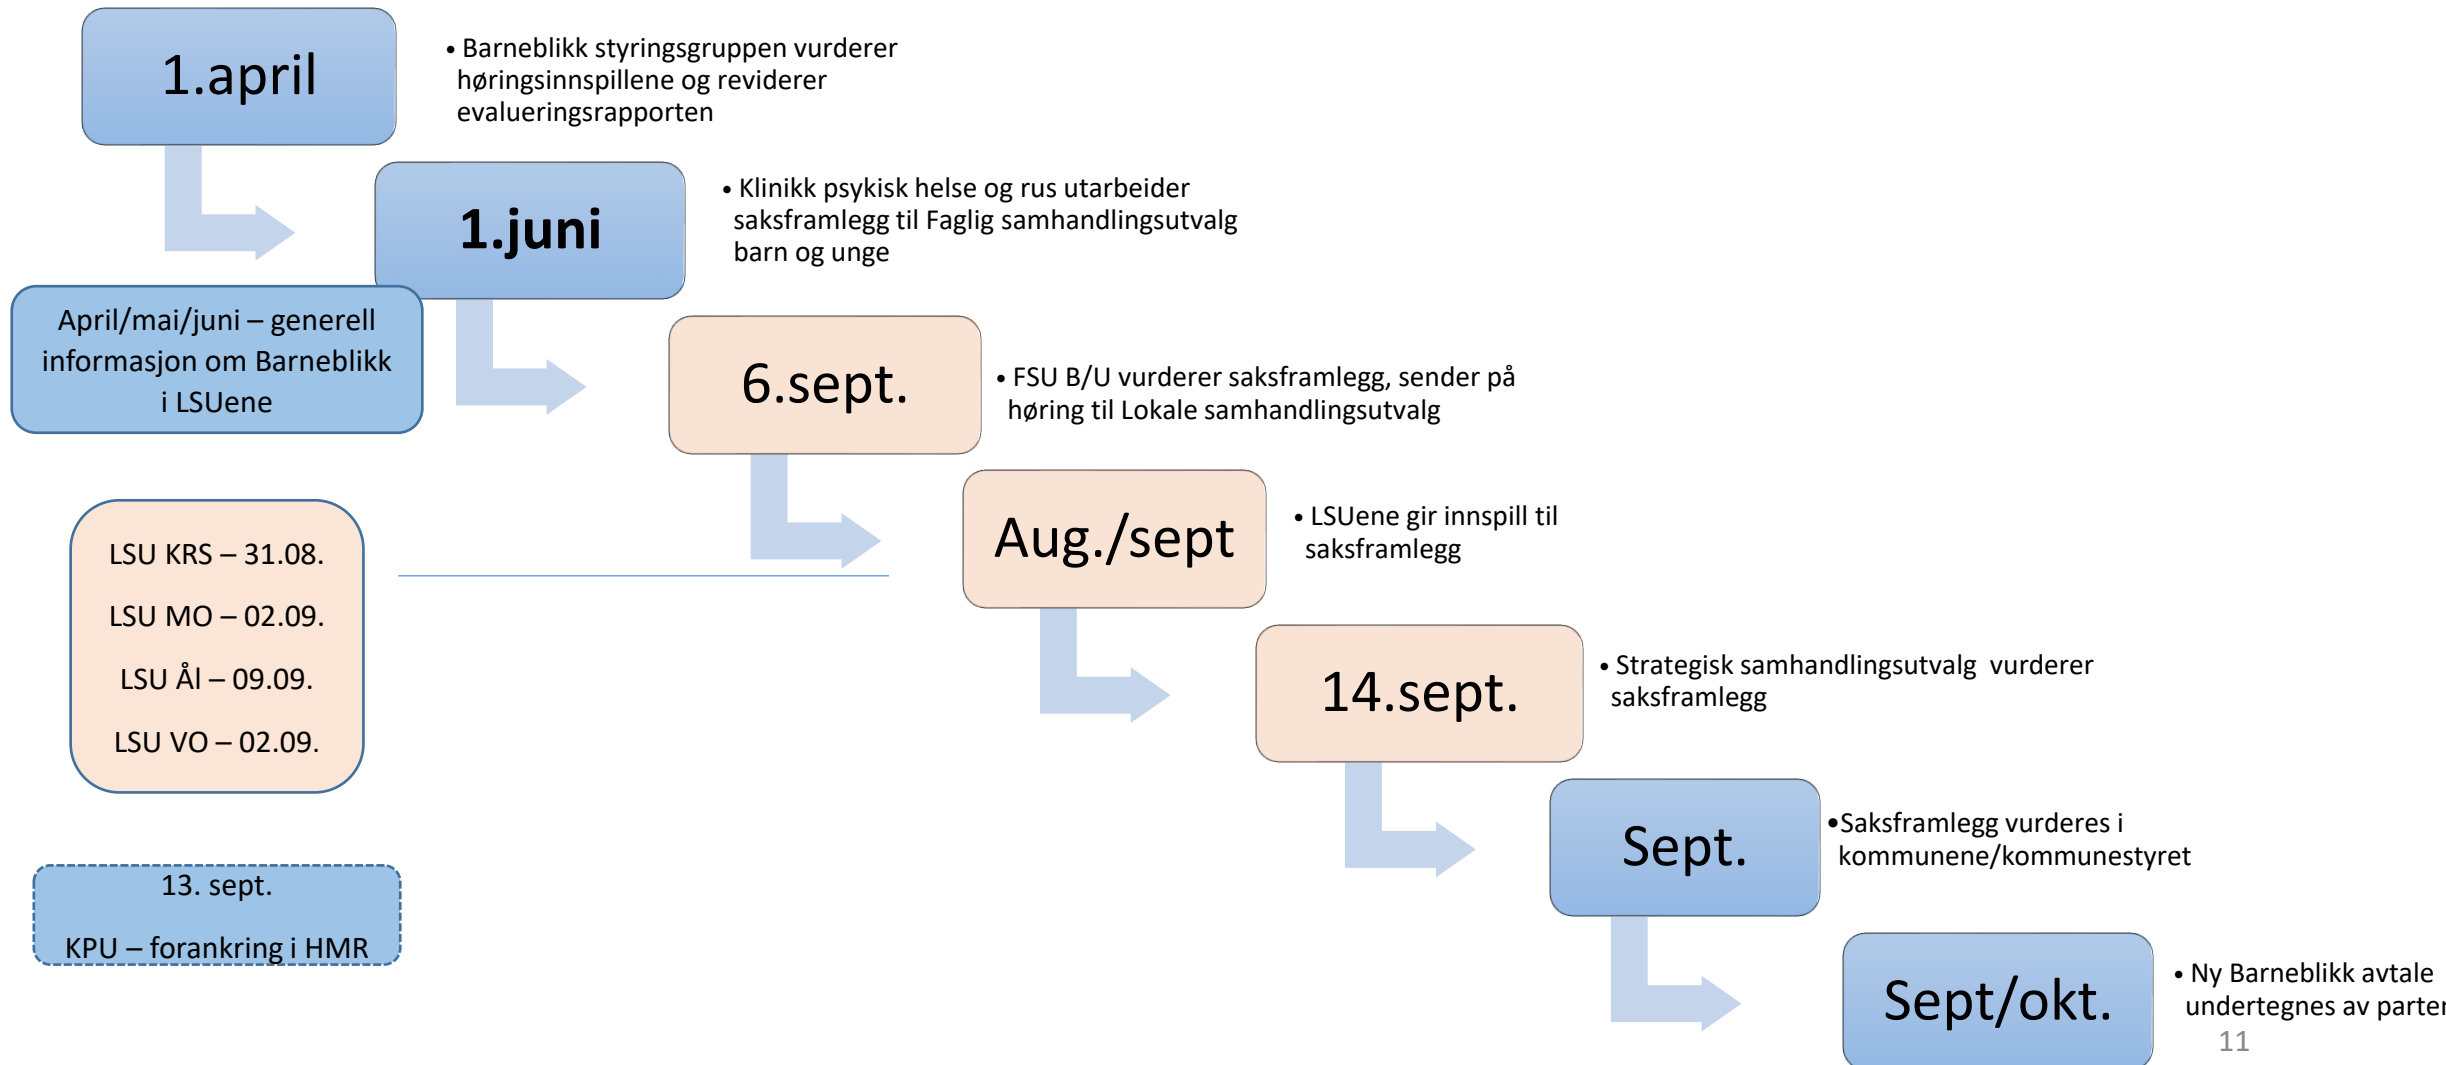 1.april
• Barneblikk styringsgruppen vurderer
høringsinnspillene og reviderer
evalueringsrapporten
1.juni
• Klinikk psykisk helse og rus utarbeider
saksframlegg til Faglig samhandlingsutvalg
barn og unge
April/mai/juni – generell
informasjon om Barneblikk
i LSUene
6.sept.
• FSU B/U vurderer saksframlegg, sender på
høring til Lokale samhandlingsutvalg
Aug./sept
• LSUene gir innspill til
saksframlegg
LSU KRS – 31.08.
LSU MO – 02.09.
LSU Ål – 09.09.
LSU VO – 02.09.
14.sept.
• Strategisk samhandlingsutvalg vurderer
saksframlegg
Sept.
•Saksframlegg vurderes i
kommunene/kommunestyret
13. sept.
KPU – forankring i HMR
Sept/okt.
• Ny Barneblikk avtale
undertegnes av
11